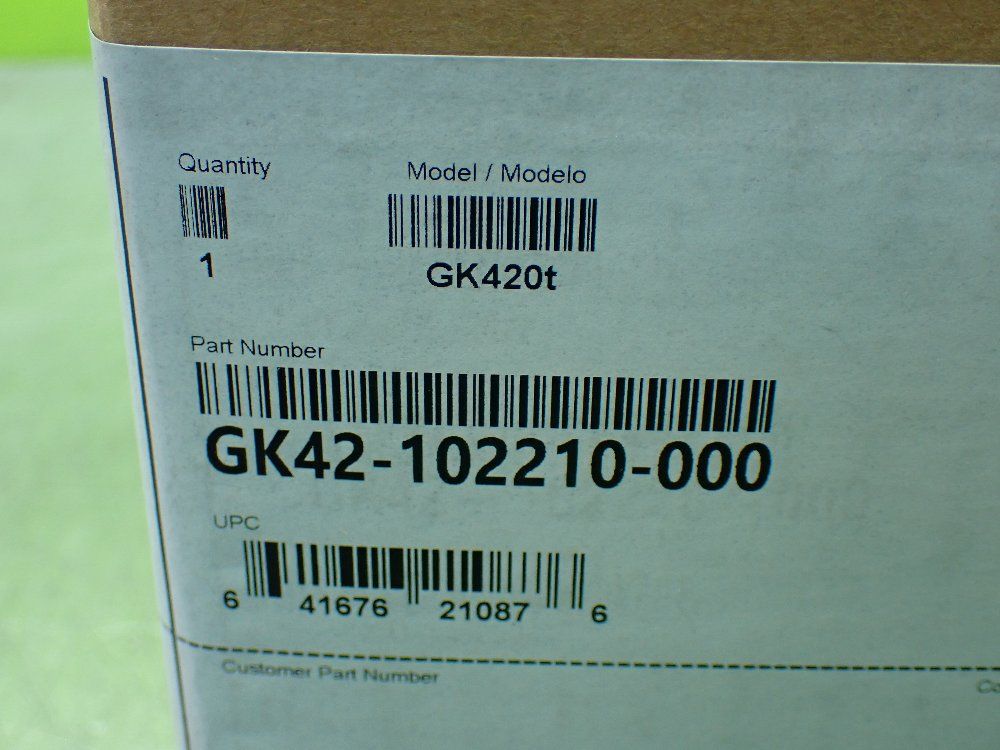 Quantity
1
Model / Modelo
GK420t
Part Number
GK42-102210-000
UPC
6 41676 21087 6
Customer Part Number